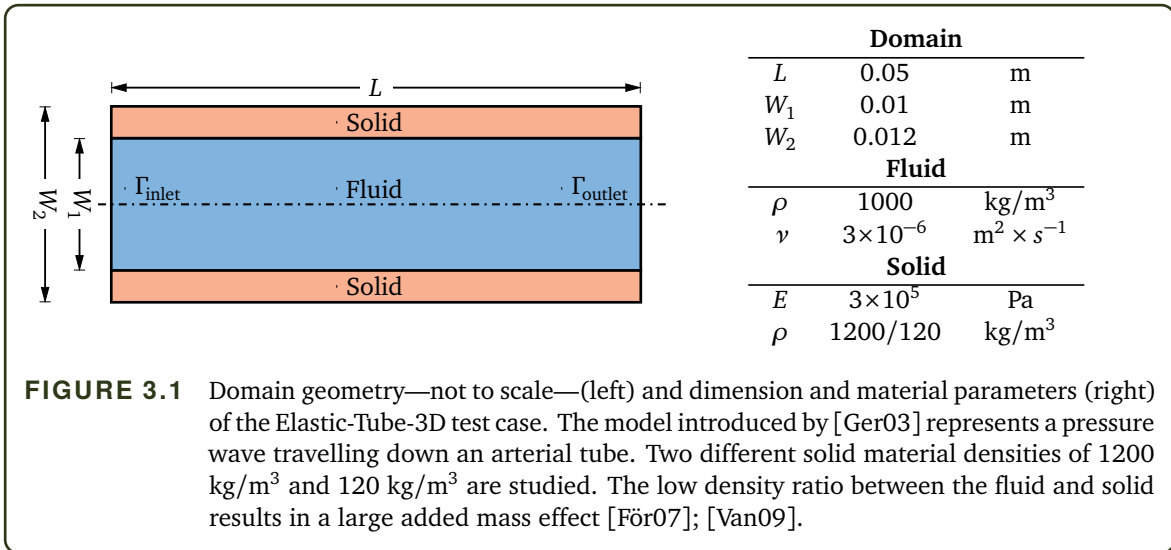 L
Solid
W₂
W₁
Γinlet
Fluid
Γoutlet
Solid
Domain
L 0.05 m
W₁ 0.01 m
W₂ 0.012 m
Fluid
ρ 1000 kg/m³
ν 3×10⁻⁶ m² × s⁻¹
Solid
E 3×10⁵ Pa
ρ 1200/120 kg/m³
FIGURE 3.1 Domain geometry—not to scale—(left) and dimension and material parameters (right)
of the Elastic-Tube-3D test case. The model introduced by [Ger03] represents a pressure
wave travelling down an arterial tube. Two different solid material densities of 1200
kg/m³ and 120 kg/m³ are studied. The low density ratio between the fluid and solid
results in a large added mass effect [För07]; [Van09].